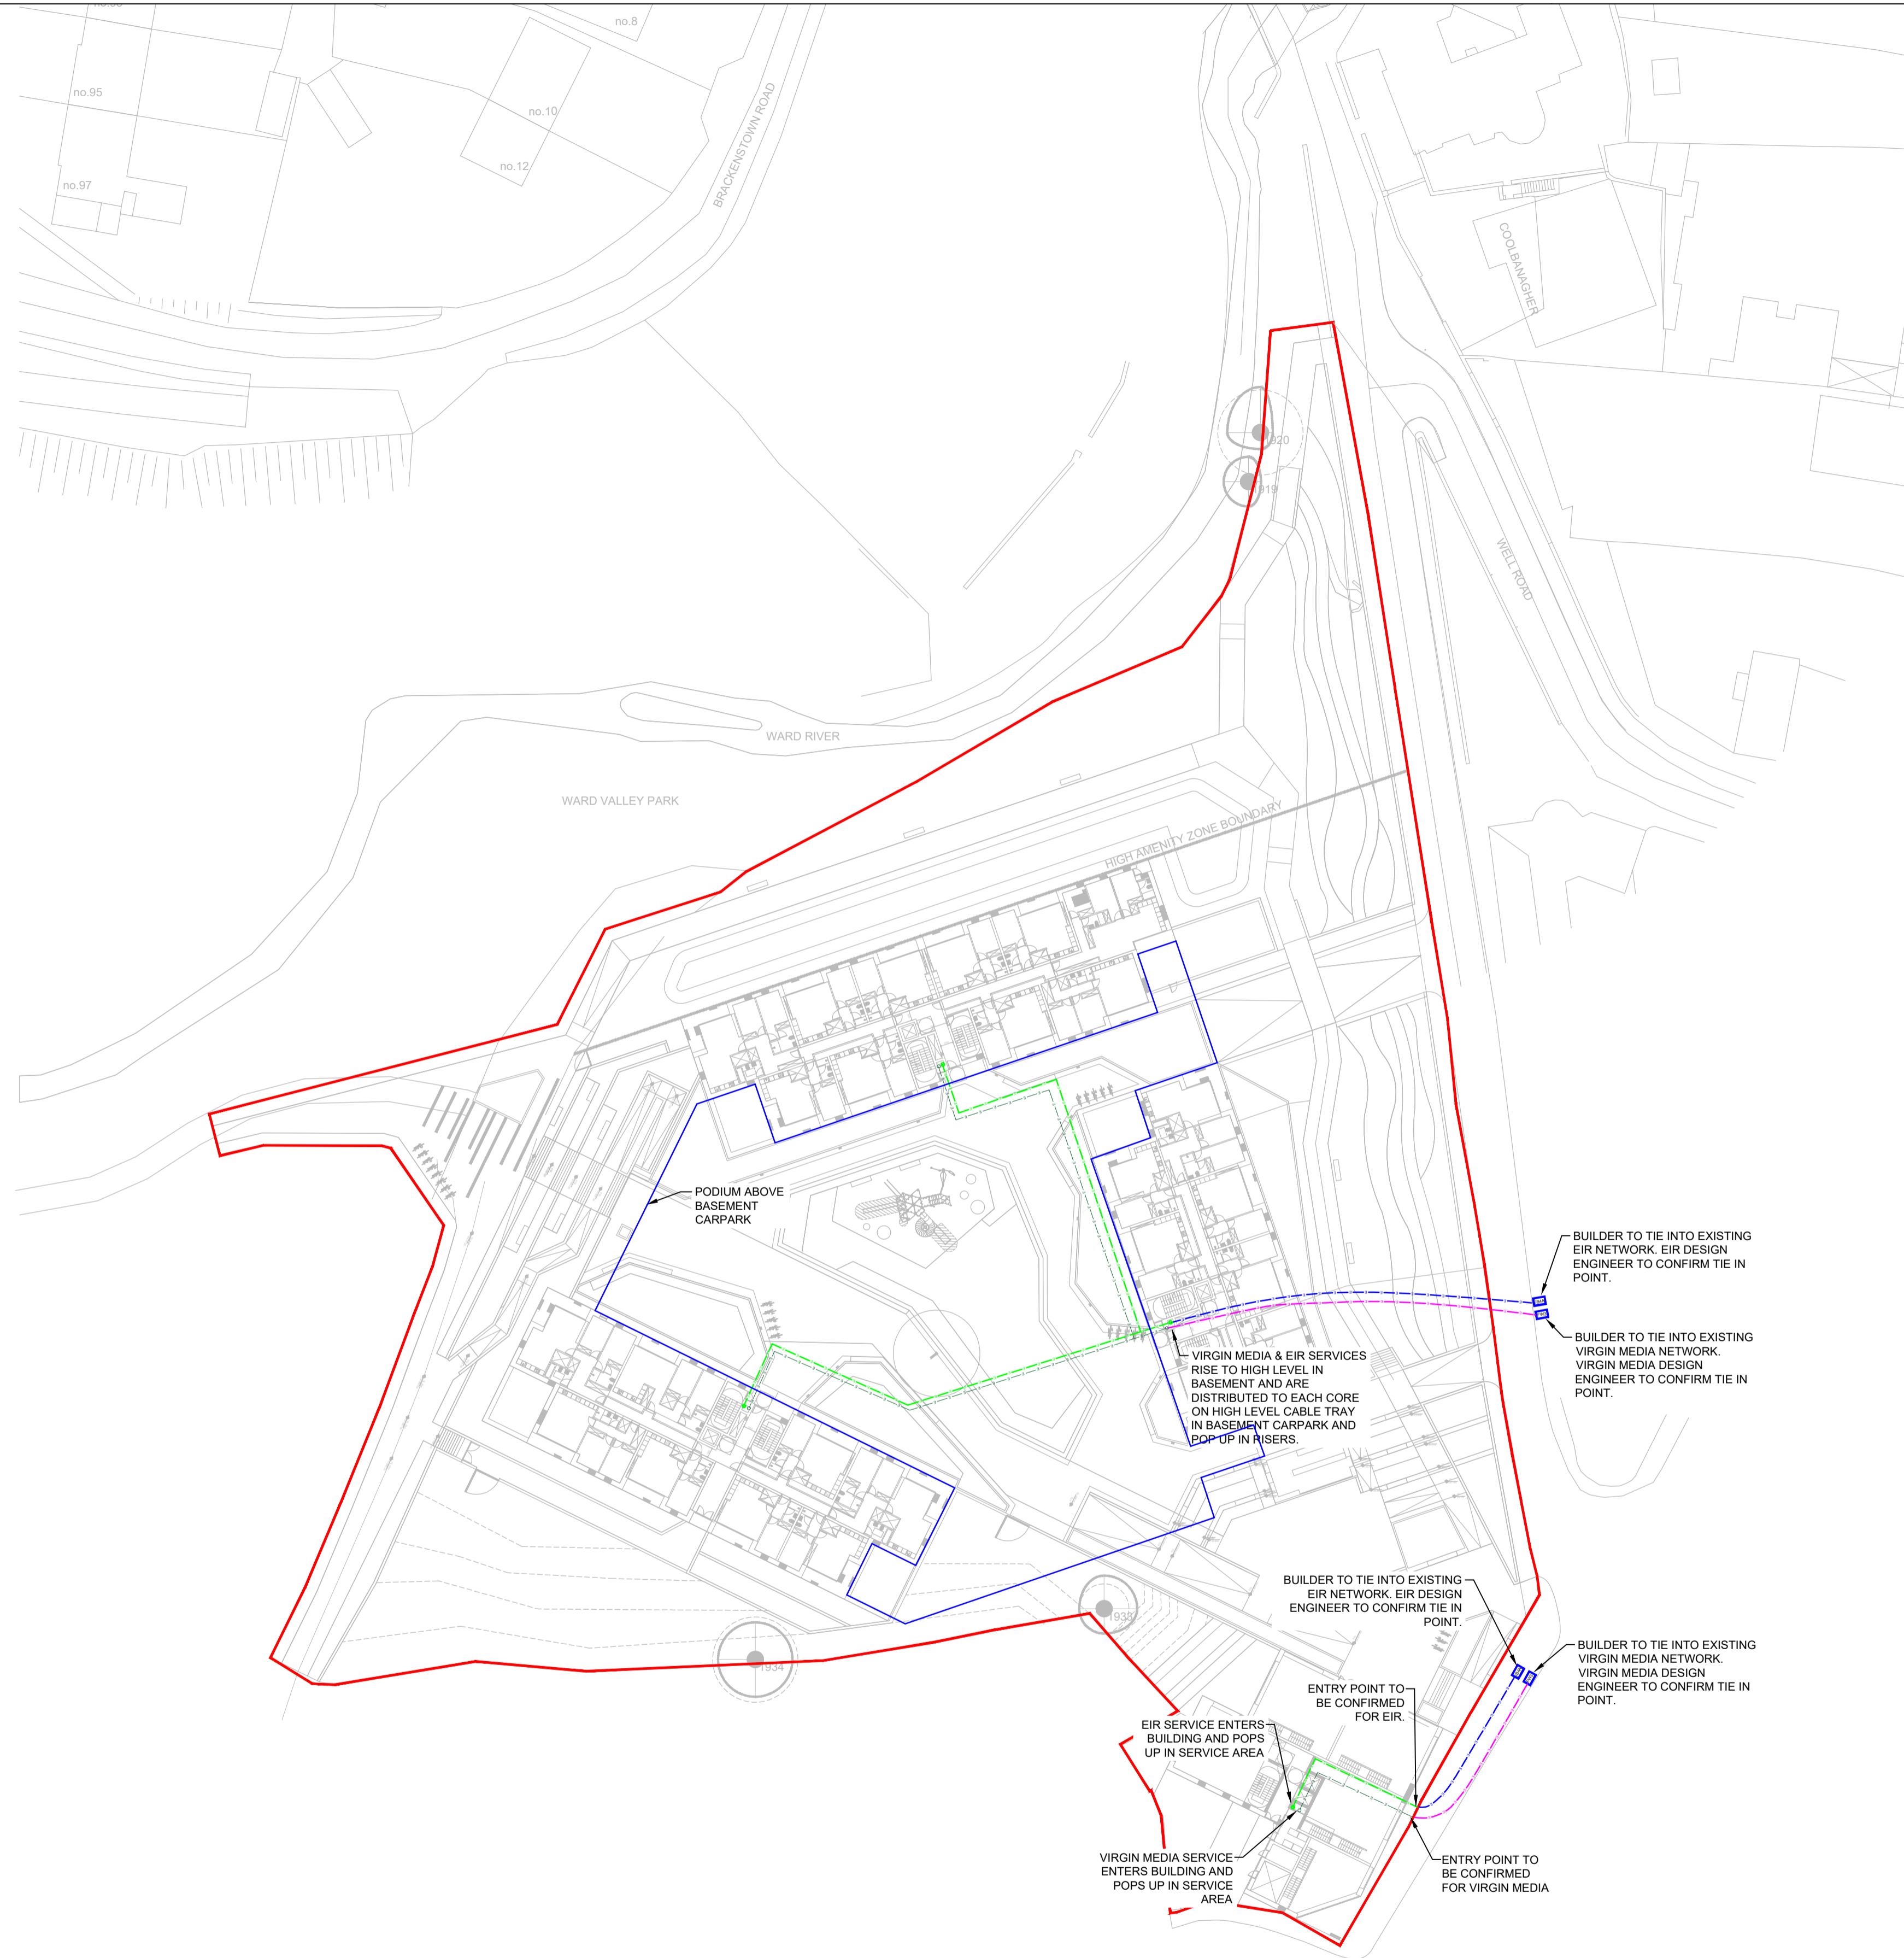 no.8
no.95
no.10
no.12
no.97
BRACKENSTOWN ROAD
COOLBANAGHER
1920
1919
WELL ROAD
WARD RIVER
WARD VALLEY PARK
HIGH AMENITY ZONE BOUNDARY
PODIUM ABOVE
BASEMENT
CARPARK
BUILDER TO TIE INTO EXISTING
EIR NETWORK. EIR DESIGN
ENGINEER TO CONFIRM TIE IN
POINT.
BUILDER TO TIE INTO EXISTING
VIRGIN MEDIA NETWORK.
VIRGIN MEDIA DESIGN
ENGINEER TO CONFIRM TIE IN
POINT.
VIRGIN MEDIA & EIR SERVICES
RISE TO HIGH LEVEL IN
BASEMENT AND ARE
DISTRIBUTED TO EACH CORE
ON HIGH LEVEL CABLE TRAY
IN BASEMENT CARPARK AND
POP UP IN RISERS.
BUILDER TO TIE INTO EXISTING
EIR NETWORK. EIR DESIGN
ENGINEER TO CONFIRM TIE IN
POINT.
1933
1934
BUILDER TO TIE INTO EXISTING
VIRGIN MEDIA NETWORK.
VIRGIN MEDIA DESIGN
ENGINEER TO CONFIRM TIE IN
POINT.
ENTRY POINT TO
BE CONFIRMED
FOR EIR.
EIR SERVICE ENTERS
BUILDING AND POPS
UP IN SERVICE AREA
VIRGIN MEDIA SERVICE
ENTERS BUILDING AND
POPS UP IN SERVICE
AREA
ENTRY POINT TO
BE CONFIRMED
FOR VIRGIN MEDIA